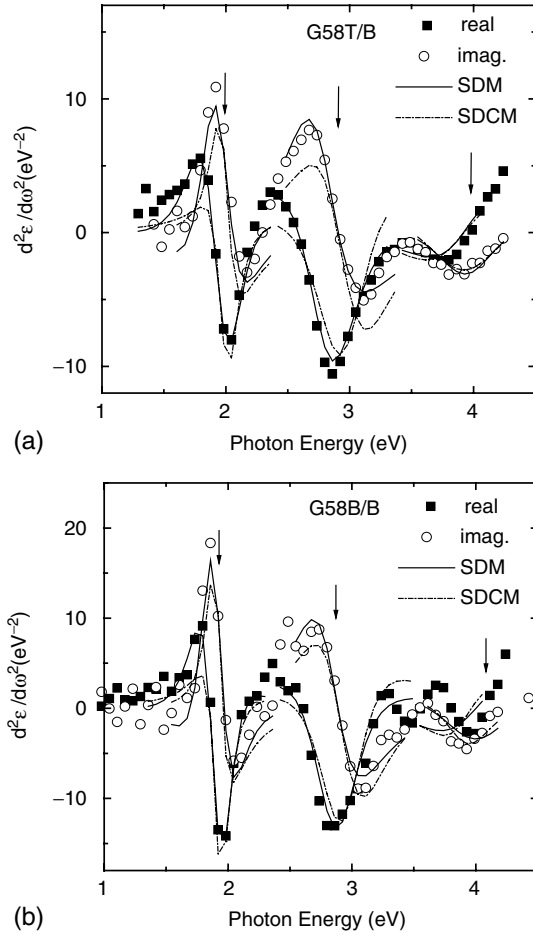 G58T/B
real
imag.
SDM
SDCM
10
0
−10
d²ε/dω²(eV⁻²)
1
2
3
4
Photon Energy (eV)
(a)
G58B/B
real
imag.
SDM
SDCM
20
10
0
−10
d²ε/dω²(eV⁻²)
1
2
3
4
Photon Energy (eV)
(b)